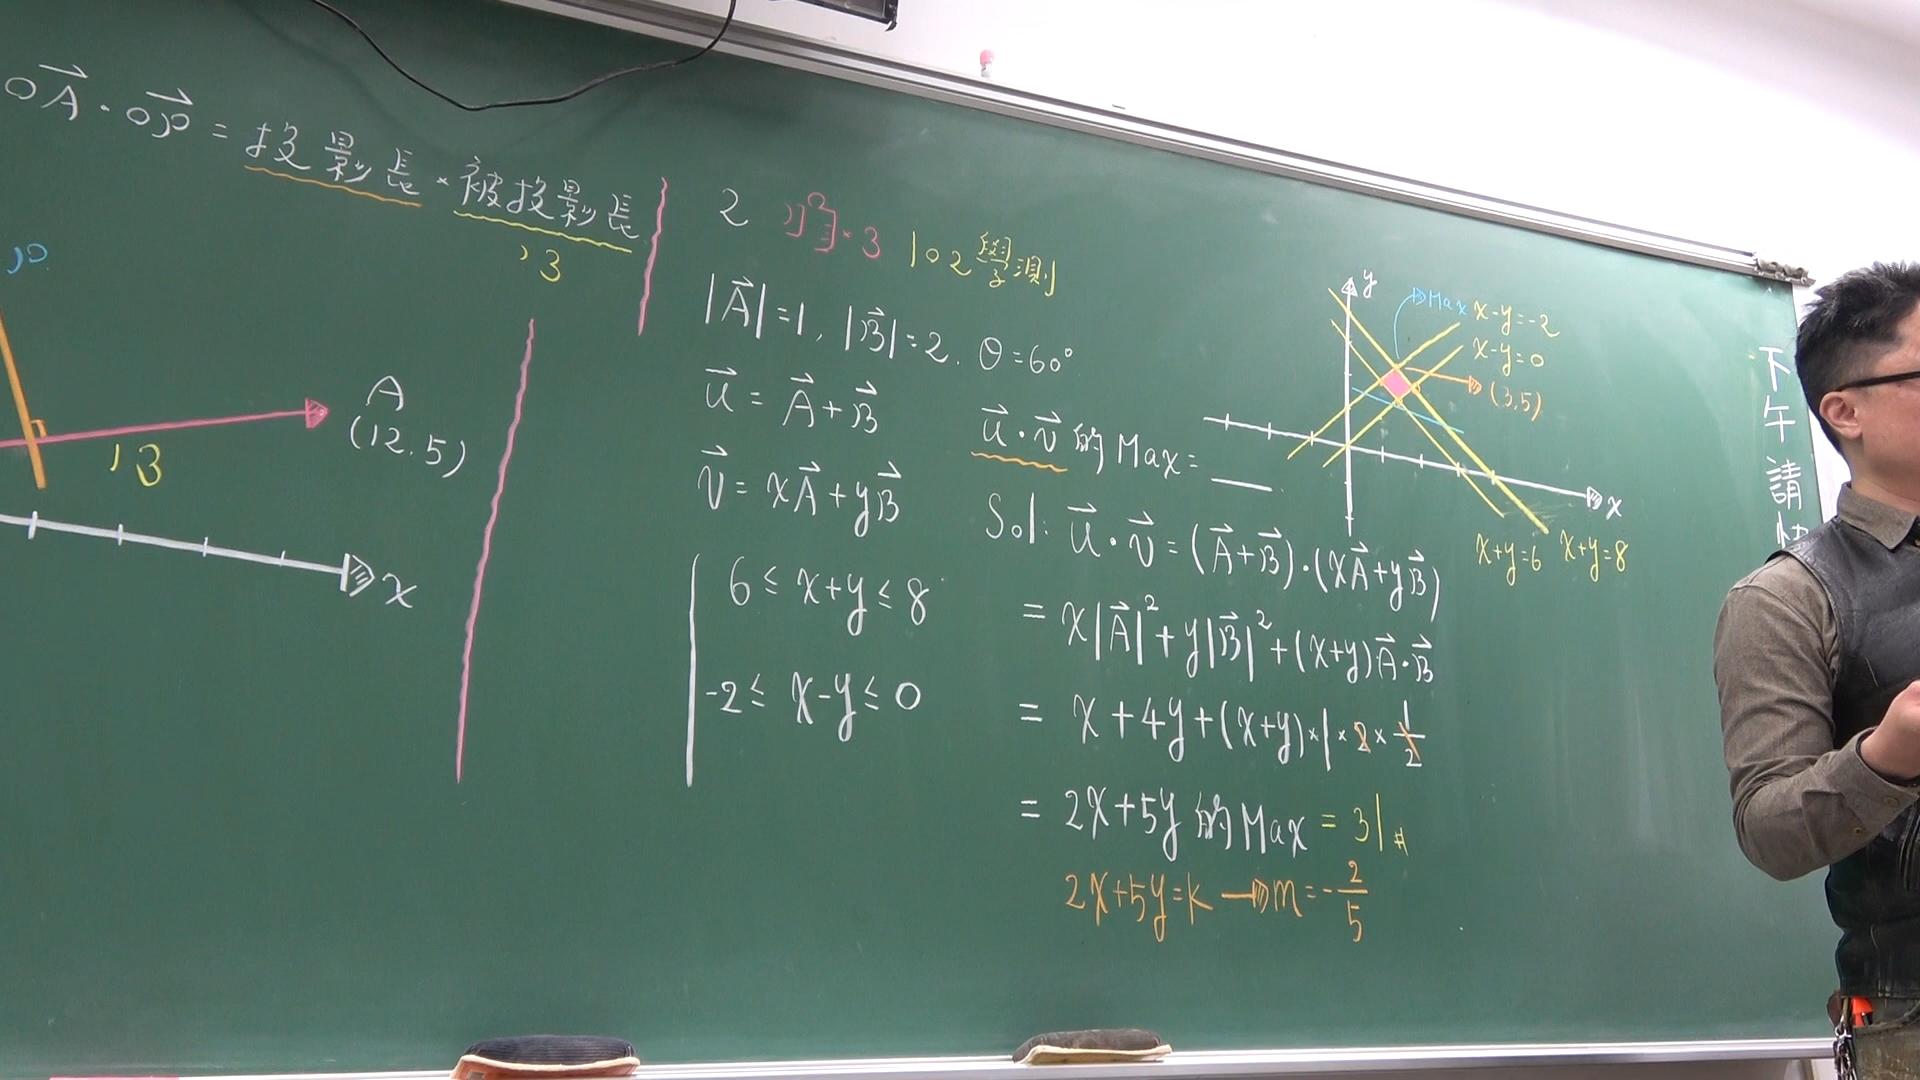 OA⃗ · OP⃗ = 投影長 × 被投影長
13
P
A
(12, 5)
13
x
2 習·3 102學測
|A⃗| = 1, |B⃗| = 2, θ = 60°
u⃗ = A⃗ + B⃗
v⃗ = xA⃗ + yB⃗
6 ≤ x+y ≤ 8
-2 ≤ x-y ≤ 0
u⃗ · v⃗ 的 Max = ___
Sol: u⃗ · v⃗ = (A⃗+B⃗)·(xA⃗+yB⃗)
= x|A⃗|² + y|B⃗|² + (x+y)A⃗·B⃗
= x + 4y + (x+y) × 1 × 2 × 1/2
= 2x+5y 的 Max = 31 #
2x+5y=k → m = -2/5
y
Max
x-y=-2
x-y=0
(3,5)
x
x+y=6 x+y=8
下午請